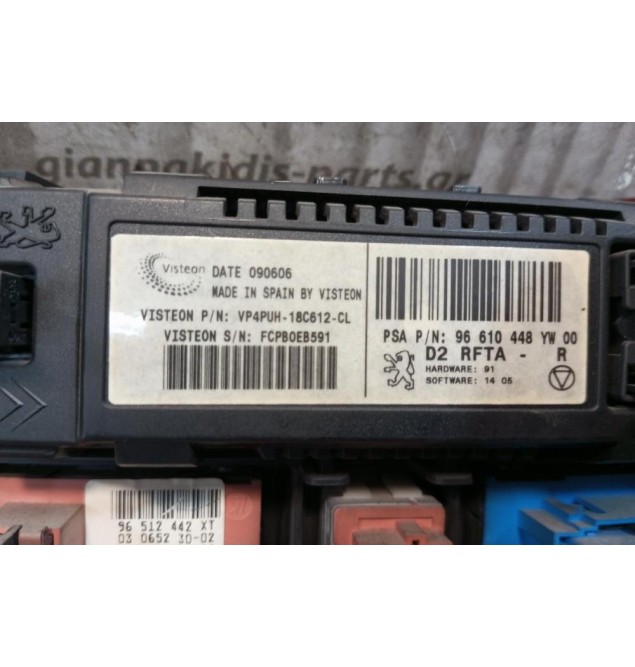 giannakidis-parts.gr
Visteon DATE 090606
MADE IN SPAIN BY VISTEON
VISTEON P/N: VP4PUH-18C612-CL
VISTEON S/N: FCPB0EB591
PSA P/N: 96 610 448 YW 00
D2 RFTA - R
HARDWARE: 91
SOFTWARE: 14 05
96 512 442 XT
03 0652 30-02